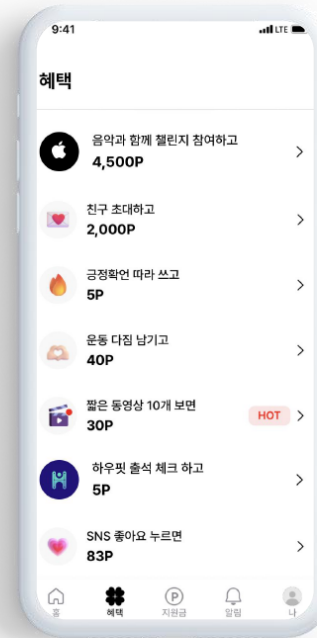 9:41
LTE
혜택
음악과 함께 챌린지 참여하고
4,500P
친구 초대하고
2,000P
긍정확언 따라 쓰고
5P
운동 다짐 남기고
40P
짧은 동영상 10개 보면
30P
HOT
하우핏 출석 체크 하고
5P
SNS 좋아요 누르면
83P
홈
혜택
P
지원금
알림
나